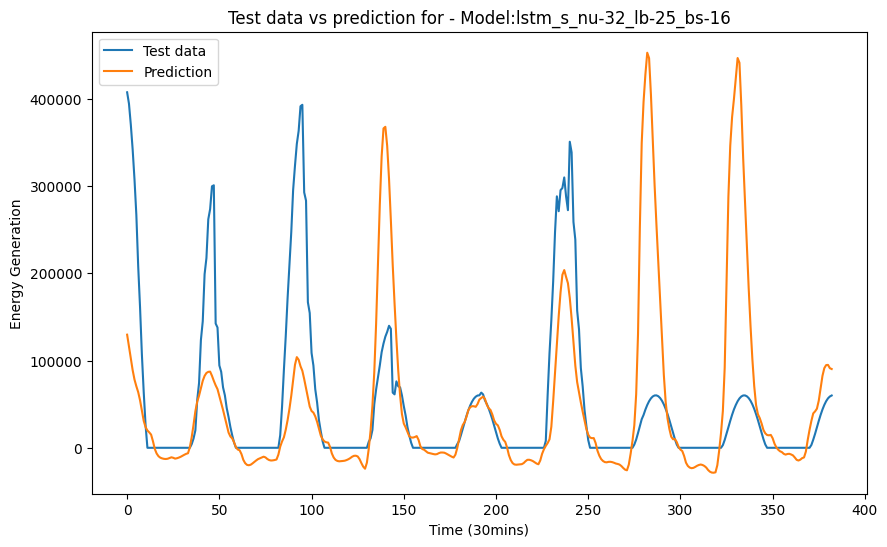 Test data vs prediction for - Model:lstm_s_nu-32_lb-25_bs-16
Test data
Prediction
Energy Generation
400000
300000
200000
100000
0
0 50 100 150 200 250 300 350 400
Time (30mins)